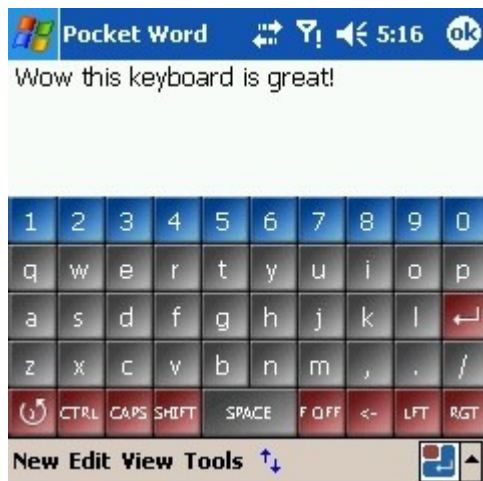 Pocket Word 5:16 ok
Wow this keyboard is great!
1 2 3 4 5 6 7 8 9 0
q w e r t y u i o p
a s d f g h j k l
z x c v b n m , . /
CTRL CAPS SHIFT SPACE F OFF <- LFT RGT
New Edit View Tools